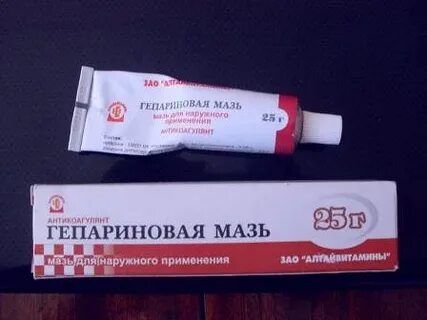 ЗАО "АЛТАЙВИТАМИНЫ"
ГЕПАРИНОВАЯ МАЗЬ
мазь для наружного
применения
25 г
АНТИКОАГУЛЯНТ
АНТИКОАГУЛЯНТ
ГЕПАРИНОВАЯ МАЗЬ
25 г
мазь для наружного применения
ЗАО "АЛТАЙВИТАМИНЫ"